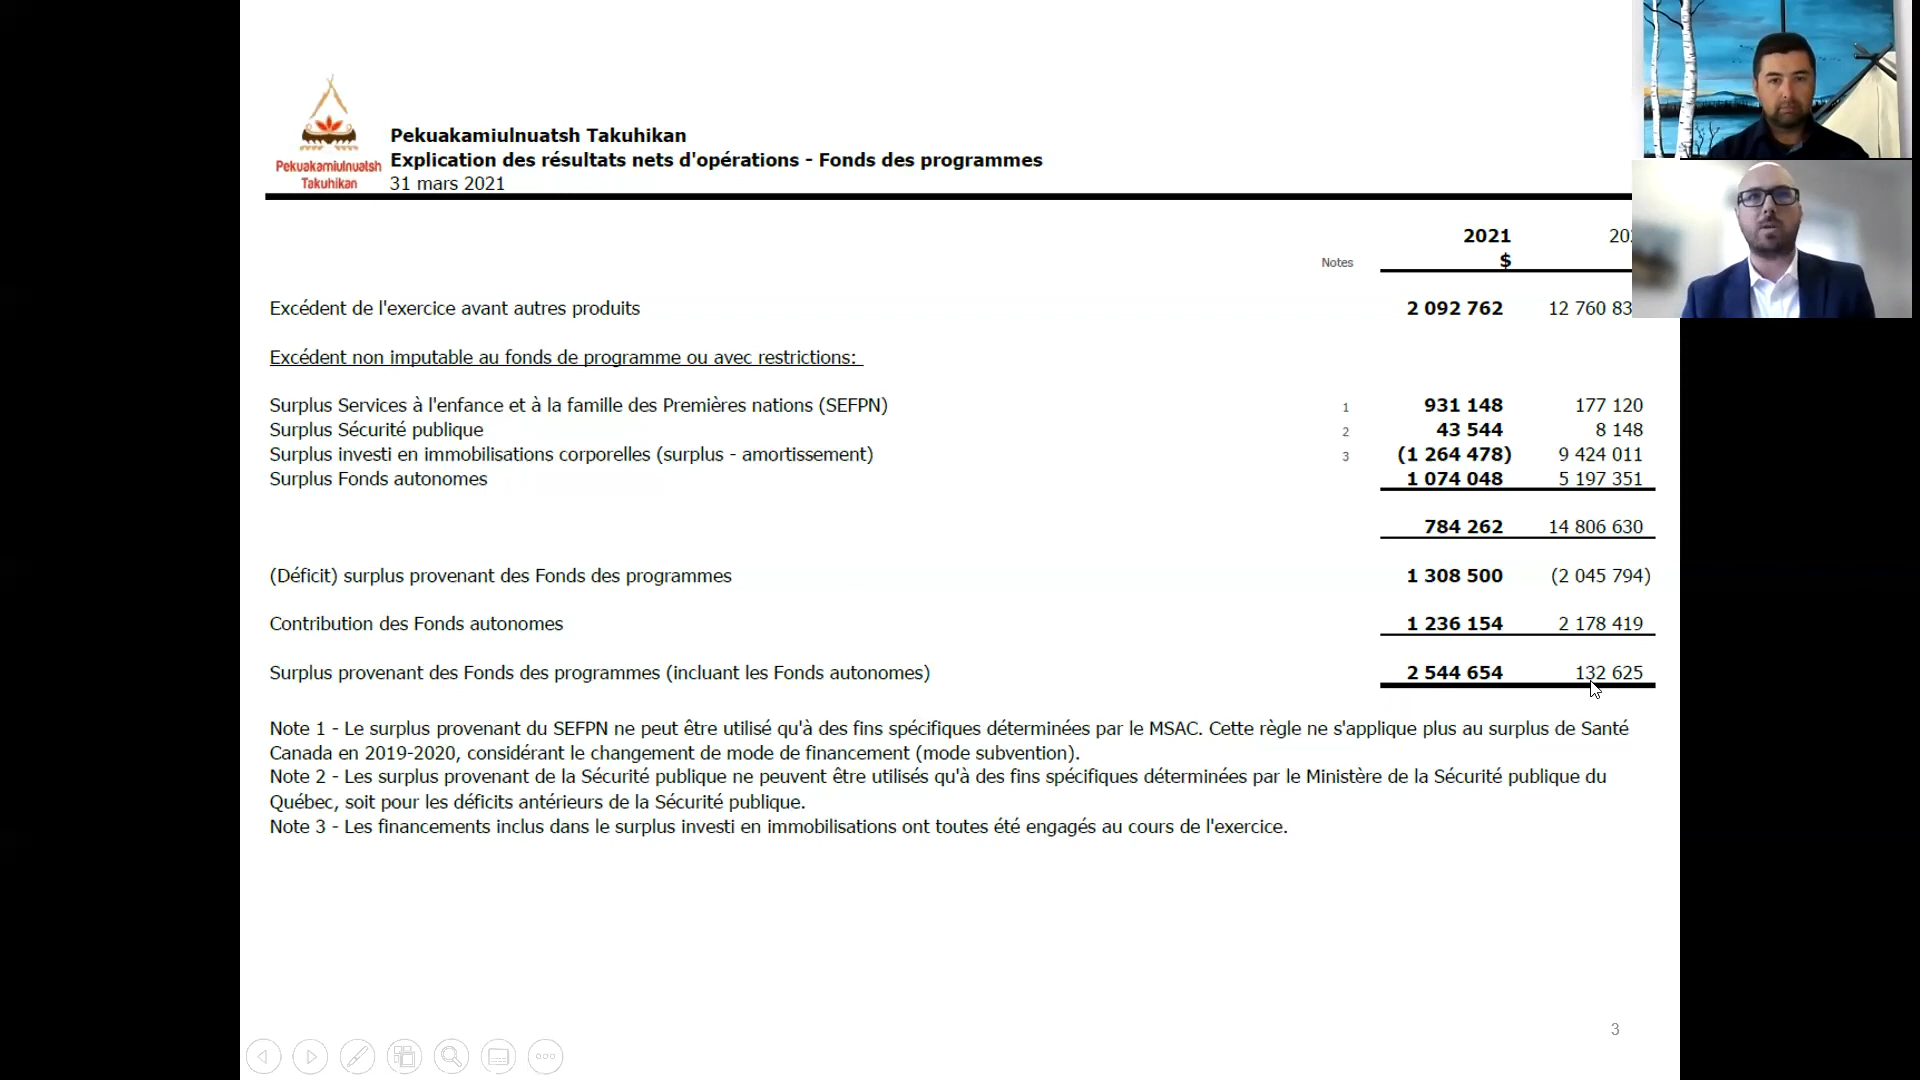 Pekuakamiulnuatsh
Takuhikan
Pekuakamiulnuatsh Takuhikan
Explication des résultats nets d'opérations - Fonds des programmes
31 mars 2021
2021
Notes $
Excédent de l'exercice avant autres produits 2 092 762 12 760 83
Excédent non imputable au fonds de programme ou avec restrictions:
Surplus Services à l'enfance et à la famille des Premières nations (SEFPN) 1 931 148 177 120
Surplus Sécurité publique 2 43 544 8 148
Surplus investi en immobilisations corporelles (surplus - amortissement) 3 (1 264 478) 9 424 011
Surplus Fonds autonomes 1 074 048 5 197 351
784 262 14 806 630
(Déficit) surplus provenant des Fonds des programmes 1 308 500 (2 045 794)
Contribution des Fonds autonomes 1 236 154 2 178 419
Surplus provenant des Fonds des programmes (incluant les Fonds autonomes) 2 544 654 132 625
Note 1 - Le surplus provenant du SEFPN ne peut être utilisé qu'à des fins spécifiques déterminées par le MSAC. Cette règle ne s'applique plus au surplus de Santé
Canada en 2019-2020, considérant le changement de mode de financement (mode subvention).
Note 2 - Les surplus provenant de la Sécurité publique ne peuvent être utilisés qu'à des fins spécifiques déterminées par le Ministère de la Sécurité publique du
Québec, soit pour les déficits antérieurs de la Sécurité publique.
Note 3 - Les financements inclus dans le surplus investi en immobilisations ont toutes été engagés au cours de l'exercice.
3